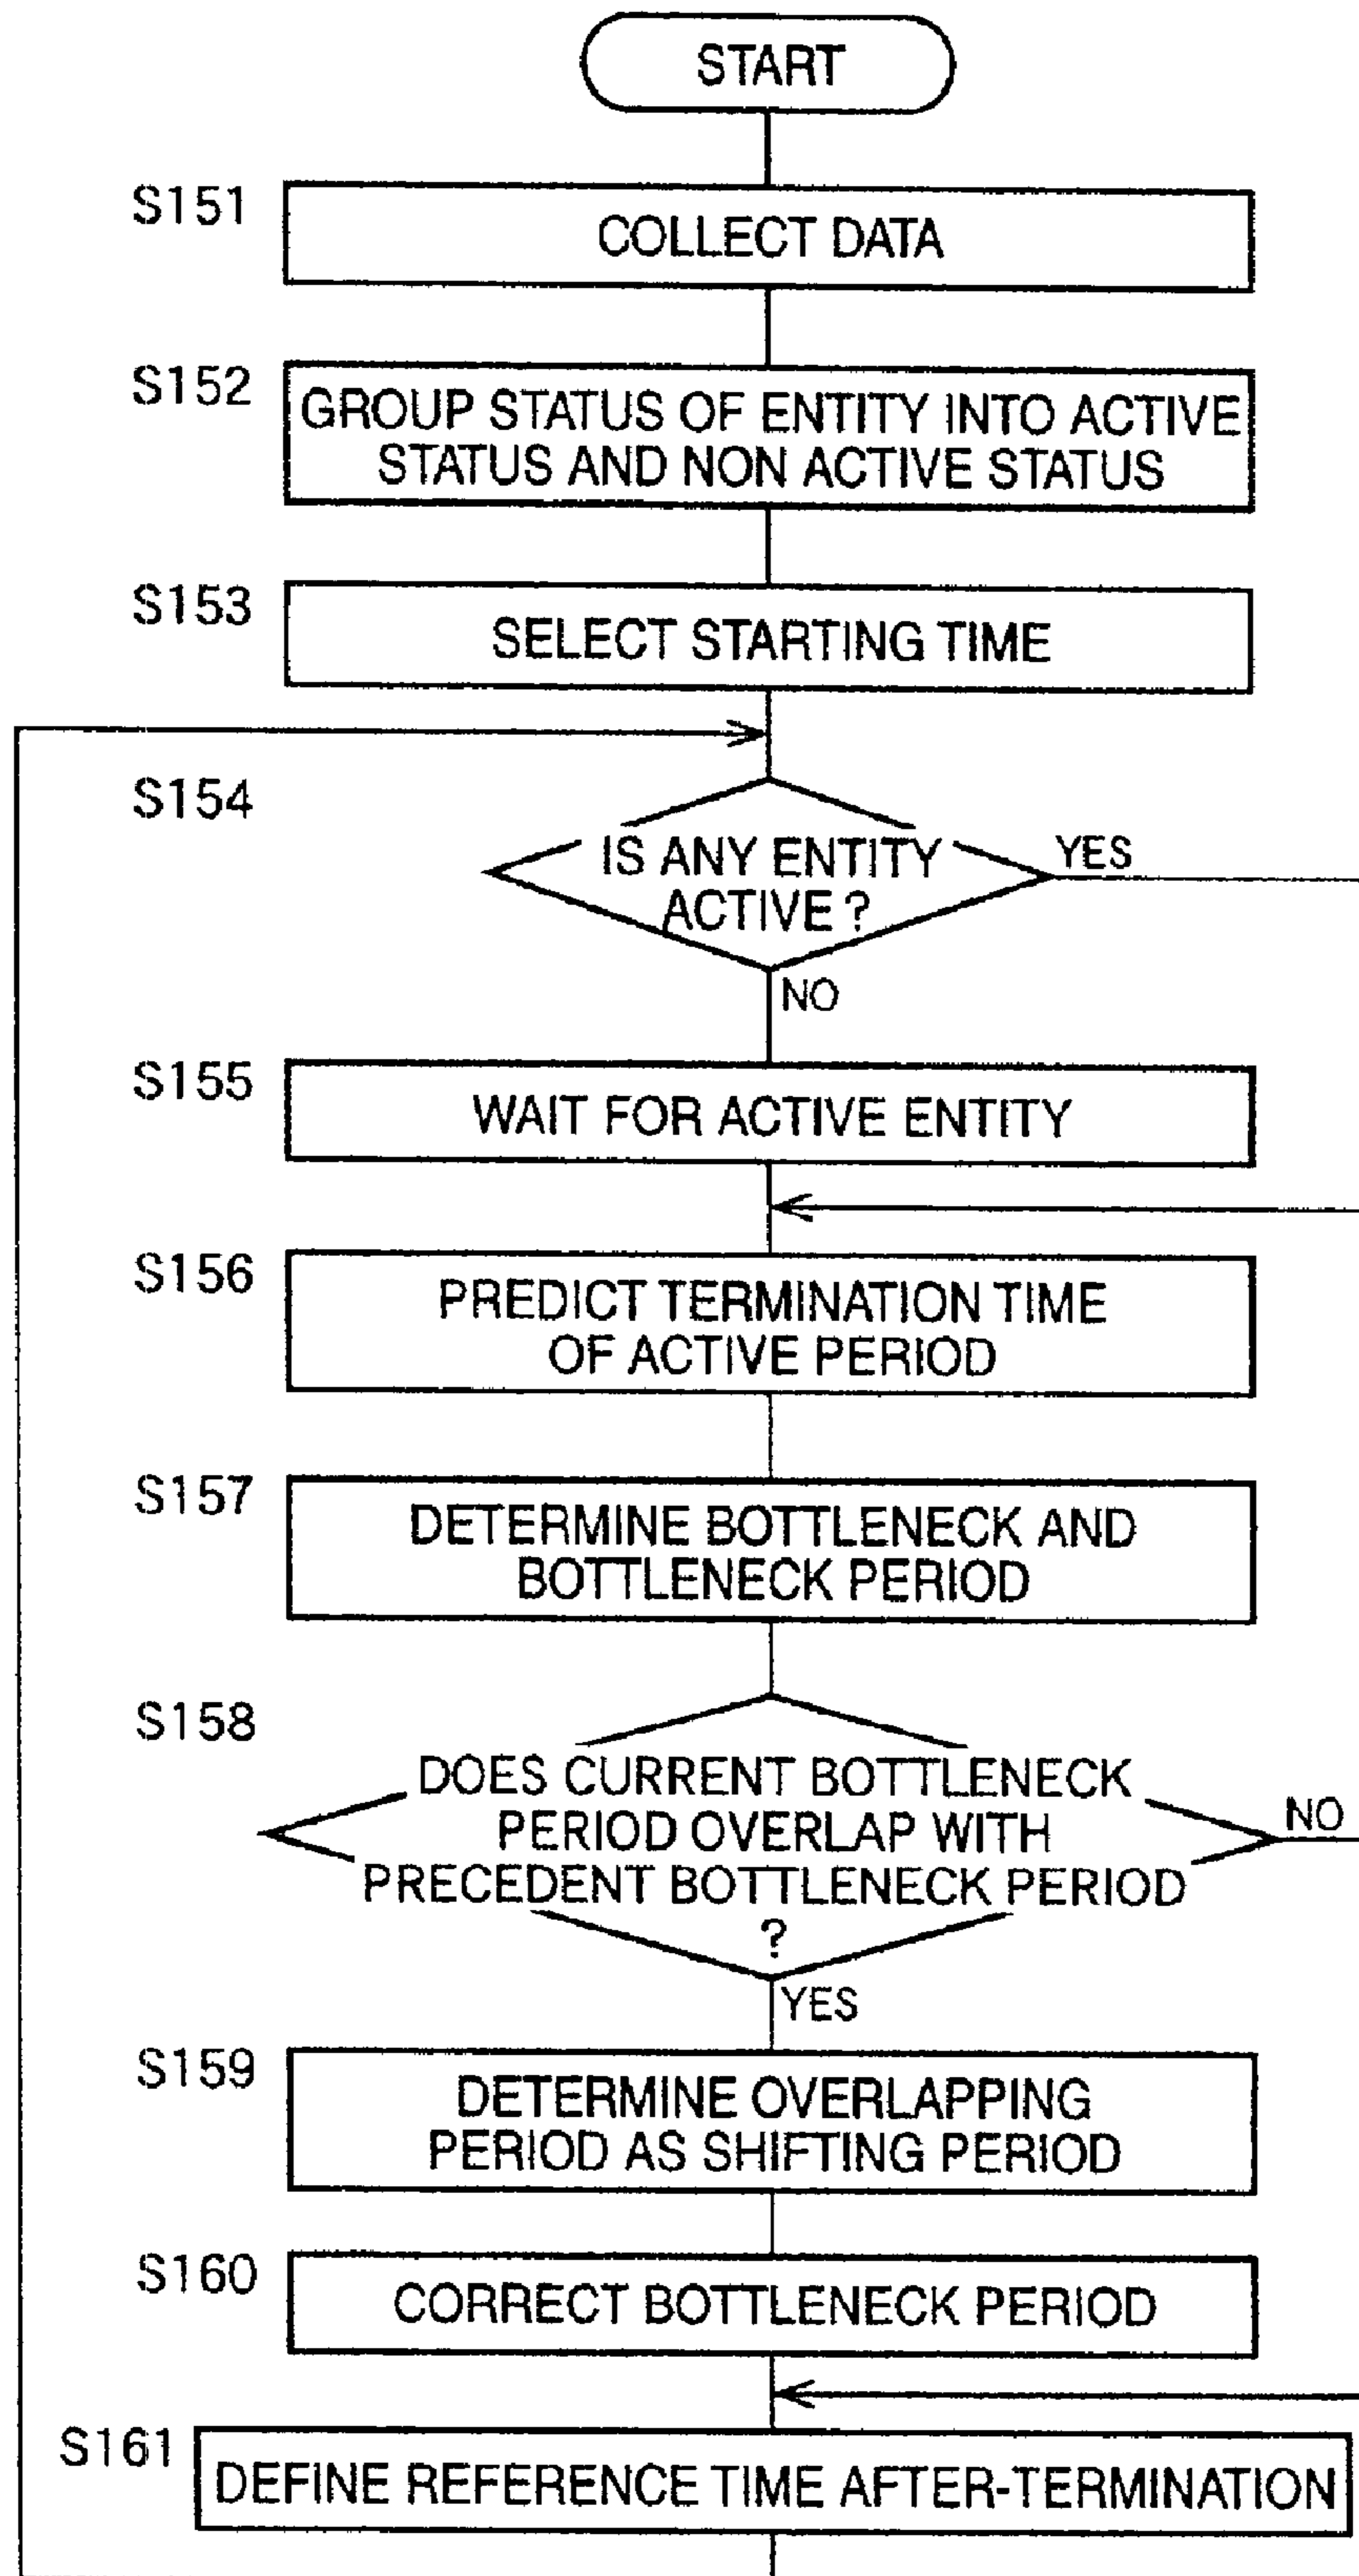 START
S151
COLLECT DATA
S152
GROUP STATUS OF ENTITY INTO ACTIVE
STATUS AND NON ACTIVE STATUS
S153
SELECT STARTING TIME
S154
IS ANY ENTITY
ACTIVE?
YES
NO
S155
WAIT FOR ACTIVE ENTITY
S156
PREDICT TERMINATION TIME
OF ACTIVE PERIOD
S157
DETERMINE BOTTLENECK AND
BOTTLENECK PERIOD
S158
DOES CURRENT BOTTLENECK
PERIOD OVERLAP WITH
PRECEDENT BOTTLENECK PERIOD
?
NO
YES
S159
DETERMINE OVERLAPPING
PERIOD AS SHIFTING PERIOD
S160
CORRECT BOTTLENECK PERIOD
S161
DEFINE REFERENCE TIME AFTER-TERMINATION